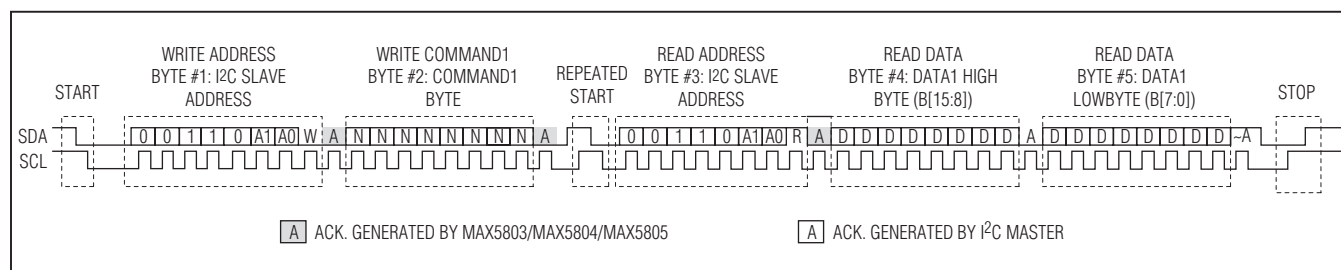 START
WRITE ADDRESS
BYTE #1: I²C SLAVE
ADDRESS
WRITE COMMAND1
BYTE #2: COMMAND1
BYTE
REPEATED
START
READ ADDRESS
BYTE #3: I²C SLAVE
ADDRESS
READ DATA
BYTE #4: DATA1 HIGH
BYTE (B[15:8])
READ DATA
BYTE #5: DATA1
LOWBYTE (B[7:0])
STOP
SDA 0 0 1 1 0 A1 A0 W A N N N N N N N N A 0 0 1 1 0 A1 A0 R A D D D D D D D D A D D D D D D D D ~A
SCL
A ACK. GENERATED BY MAX5803/MAX5804/MAX5805
A ACK. GENERATED BY I²C MASTER